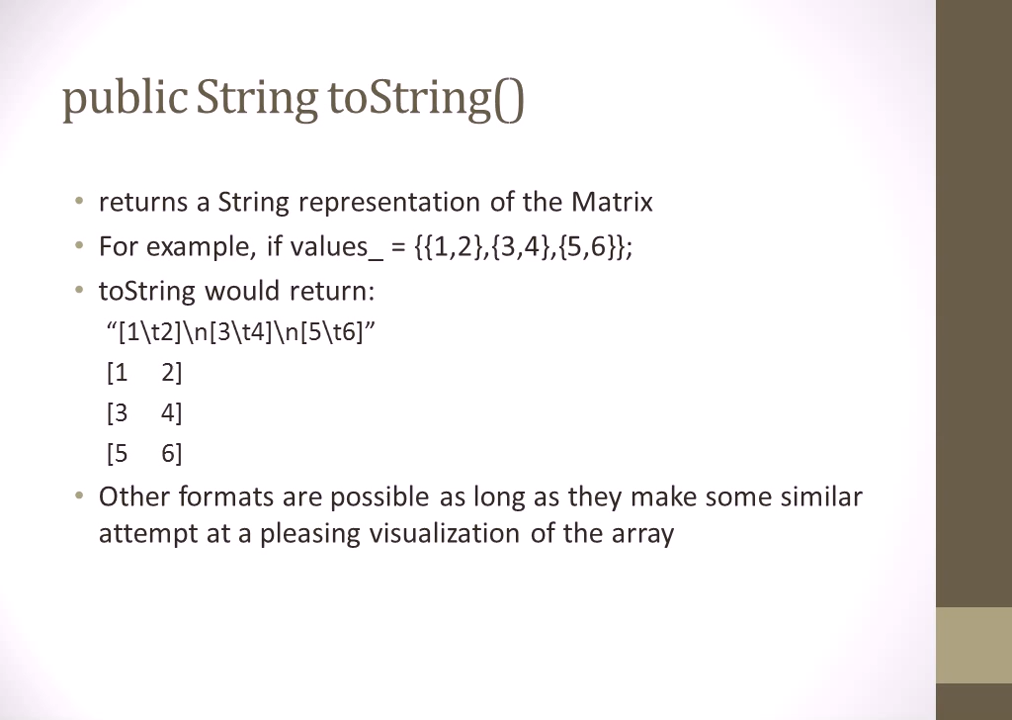 public String toString()
• returns a String representation of the Matrix
• For example, if values_ = {{1,2},{3,4},{5,6}};
• toString would return:
“[1\t2]\n[3\t4]\n[5\t6]”
[1 2]
[3 4]
[5 6]
• Other formats are possible as long as they make some similar
attempt at a pleasing visualization of the array